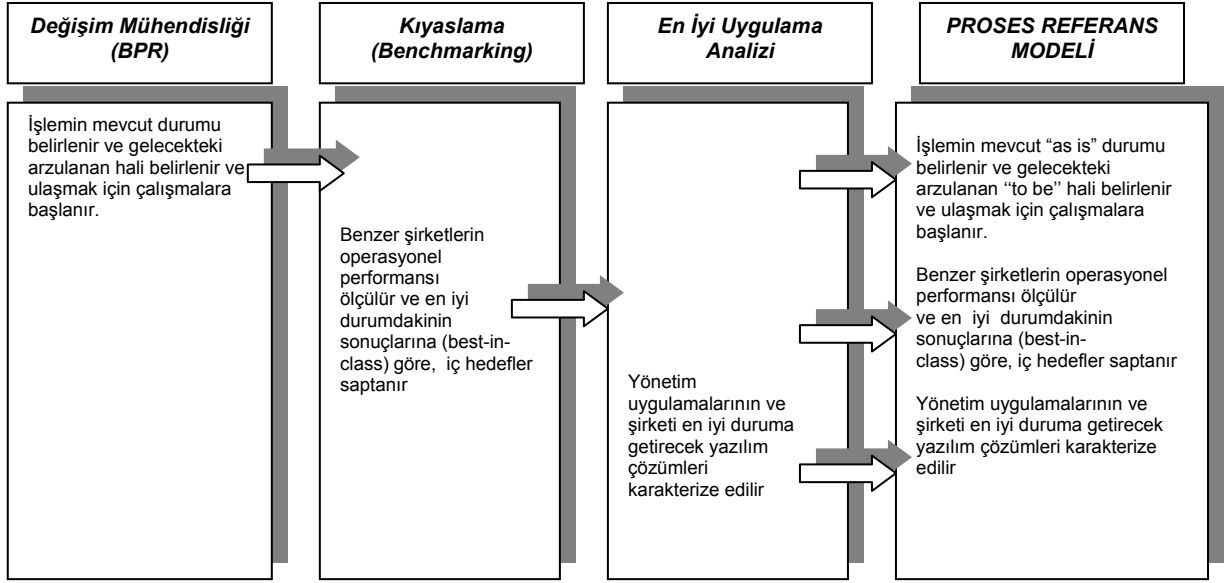 Değişim Mühendisliği
(BPR)
Kıyaslama
(Benchmarking)
En İyi Uygulama
Analizi
PROSES REFERANS
MODELİ
İşlemin mevcut durumu
belirlenir ve gelecekteki
arzulanan hali belirlenir ve
ulaşmak için çalışmalara
başlanır.
Benzer şirketlerin
operasyonel
performansı
ölçülür ve en iyi
durumdakinin
sonuçlarına (best-in-
class) göre, iç hedefler
saptanır
Yönetim
uygulamalarının ve
şirketi en iyi duruma
getirecek yazılım
çözümleri
karakterize edilir
İşlemin mevcut “as is” durumu
belirlenir ve gelecekteki
arzulanan ‘‘to be’’ hali belirlenir
ve ulaşmak için çalışmalara
başlanır.
Benzer şirketlerin operasyonel
performansı ölçülür
ve en iyi durumdakinin
sonuçlarına (best-in-
class) göre, iç hedefler saptanır
Yönetim uygulamalarının ve
şirketi en iyi duruma getirecek
yazılım çözümleri karakterize
edilir